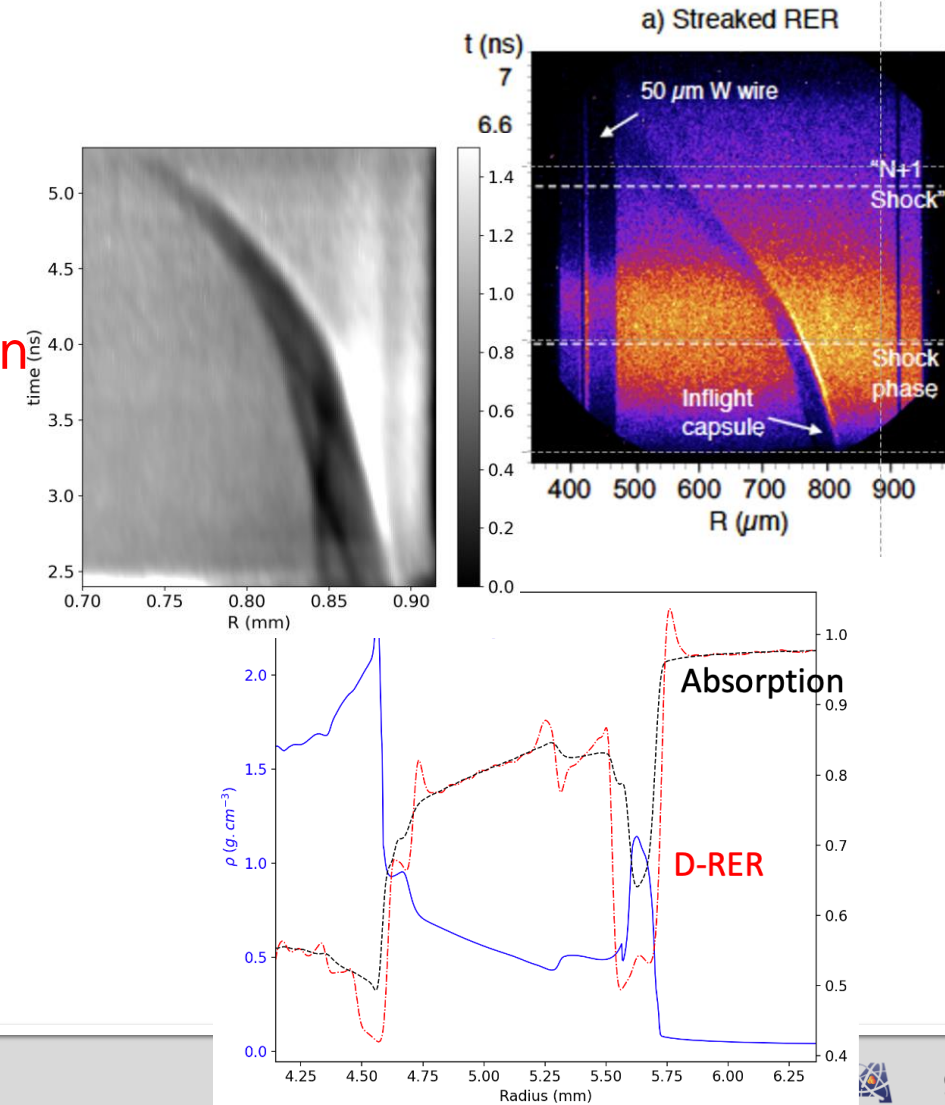 a) Streaked RER
t (ns)
7
6.6
50 µm W wire
"N+1
Shock"
Shock
phase
Inflight
capsule
400 500 600 700 800 900
R (µm)
n
time (ns)
5.0
4.5
4.0
3.5
3.0
2.5
0.70 0.75 0.80 0.85 0.90
R (mm)
1.4
1.2
1.0
0.8
0.6
0.4
0.2
0.0
ρ (g.cm⁻³)
2.0
1.5
1.0
0.5
0.0
Absorption
D-RER
1.0
0.9
0.8
0.7
0.6
0.5
0.4
4.25 4.50 4.75 5.00 5.25 5.50 5.75 6.00 6.25
Radius (mm)